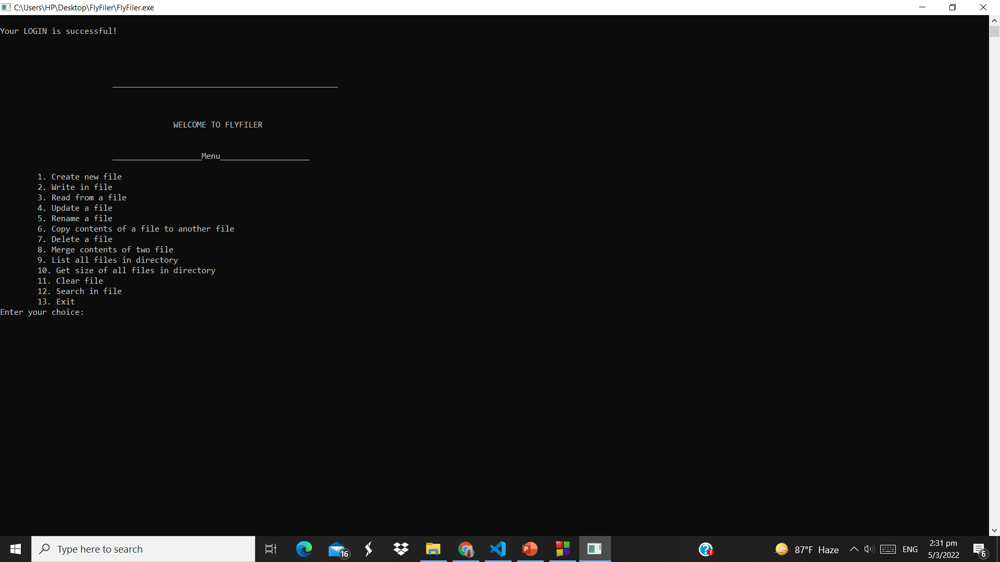 C:\Users\HP\Desktop\FlyFiler\FlyFiler.exe
Your LOGIN is successful!
WELCOME TO FLYFILER
___________________Menu___________________
1. Create new file
2. Write in file
3. Read from a file
4. Update a file
5. Rename a file
6. Copy contents of a file to another file
7. Delete a file
8. Merge contents of two file
9. List all files in directory
10. Get size of all files in directory
11. Clear file
12. Search in file
13. Exit
Enter your choice:
Type here to search
16
P
87°F Haze
ENG
2:31 pm
5/3/2022
6